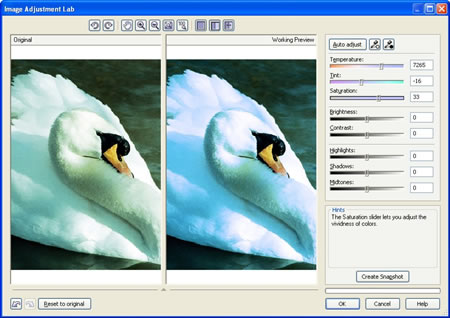 Image Adjustment Lab
Original
Working Preview
Auto adjust
Temperature:
7265
Tint:
-16
Saturation:
33
Brightness:
0
Contrast:
0
Highlights:
0
Shadows:
0
Midtones:
0
Hints
The Saturation slider lets you adjust the
vividness of colors.
Create Snapshot
Reset to original
OK
Cancel
Help